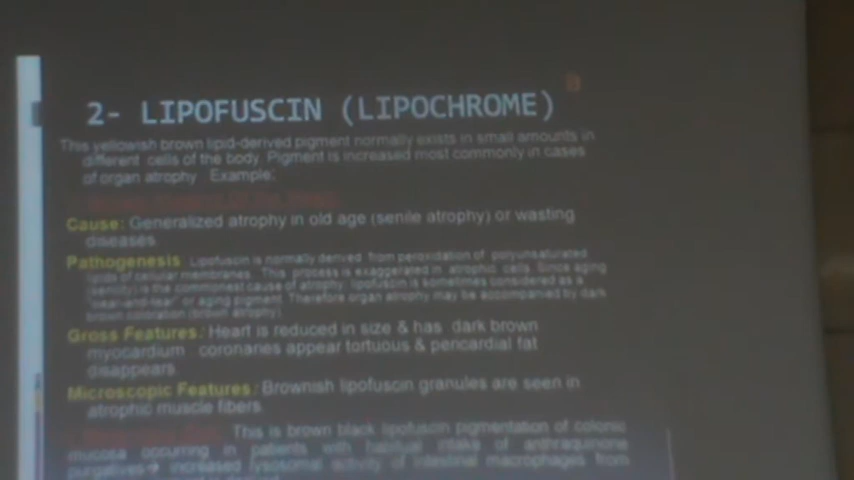 2- LIPOFUSCIN (LIPOCHROME)
This yellowish brown lipid-derived pigment normally exists in small amounts in
different cells of the body. Pigment is increased most commonly in cases
of organ atrophy. Example:
Cause: Generalized atrophy in old age (senile atrophy) or wasting
diseases.
Pathogenesis: Lipofuscin is normally derived from peroxidation of polyunsaturated
lipids of cellular membranes. This process is exaggerated in atrophic cells. Since aging
(senility) is the commonest cause of atrophy; lipofuscin is sometimes considered as a
"wear-and-tear" or aging pigment. Therefore organ atrophy may be accompanied by dark
brown coloration (brown atrophy)
Gross Features: Heart is reduced in size & has dark brown
myocardium coronaries appear tortuous & pericardial fat
disappears.
Microscopic Features: Brownish lipofuscin granules are seen in
atrophic muscle fibers.
This is brown black lipofuscin pigmentation of colonic
mucosa occurring in patients with habitual intake of anthraquinone
purgatives→ increased lysosomal activity of intestinal macrophages from